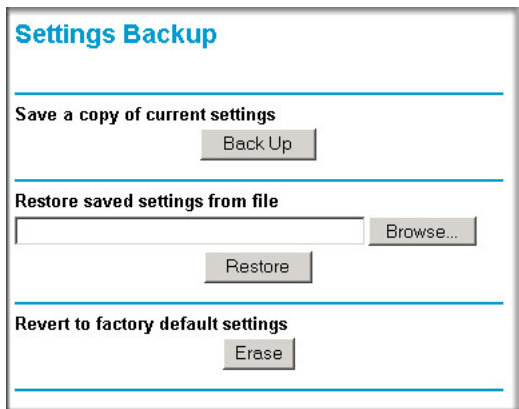 Settings Backup
Save a copy of current settings
Back Up
Restore saved settings from file
Browse...
Restore
Revert to factory default settings
Erase